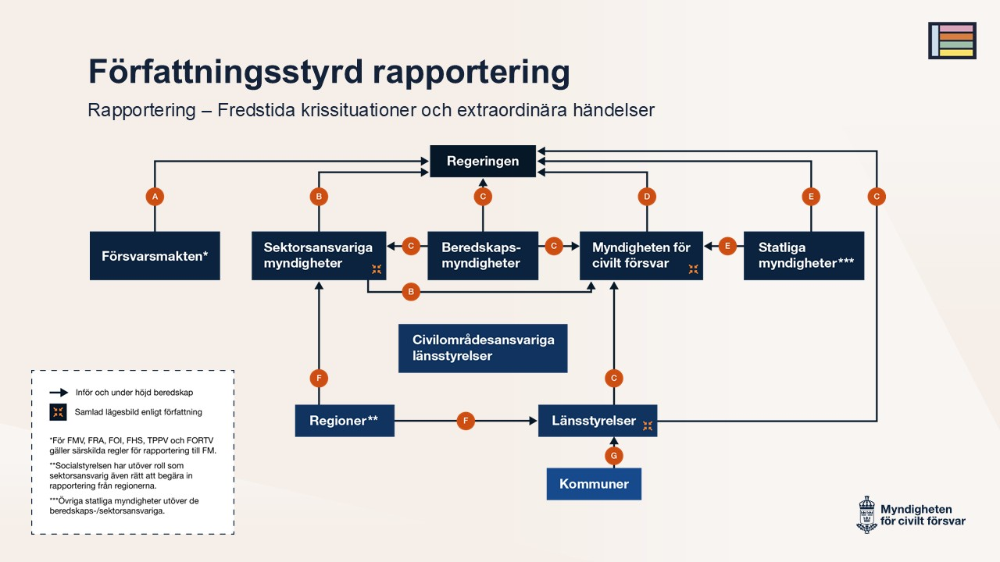 Författningsstyrd rapportering
Rapportering – Fredstida krissituationer och extraordinära händelser
Regeringen
A
B
C
D
E
C
Försvarsmakten*
Sektorsansvariga
myndigheter
C
Beredskaps-
myndigheter
C
Myndigheten för
civilt försvar
E
Statliga
myndigheter***
B
Civilområdesansvariga
länsstyrelser
F
C
Regioner**
F
Länsstyrelser
G
Kommuner
Inför och under höjd beredskap
Samlad lägesbild enligt författning
*För FMV, FRA, FOI, FHS, TPPV och FORTV
gäller särskilda regler för rapportering till FM.
**Socialstyrelsen har utöver roll som
sektorsansvarig även rätt att begära in
rapportering från regionerna.
***Övriga statliga myndigheter utöver de
beredskaps-/sektorsansvariga.
Myndigheten
för civilt försvar